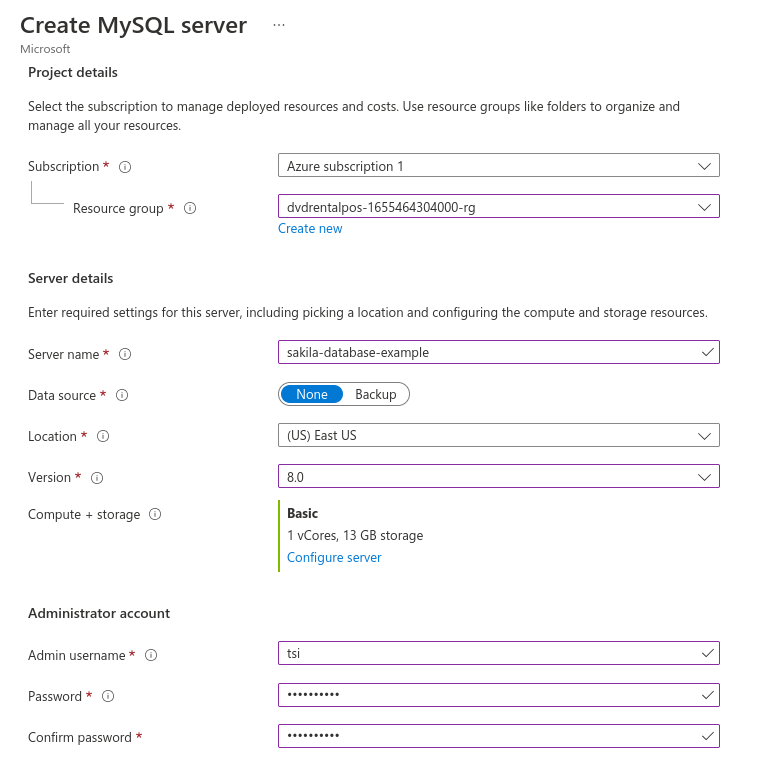 Create MySQL server ...
Microsoft
Project details
Select the subscription to manage deployed resources and costs. Use resource groups like folders to organize and
manage all your resources.
Subscription *
Azure subscription 1
Resource group *
dvdrentalpos-1655464304000-rg
Create new
Server details
Enter required settings for this server, including picking a location and configuring the compute and storage resources.
Server name *
sakila-database-example
Data source *
None Backup
Location *
(US) East US
Version *
8.0
Compute + storage
Basic
1 vCores, 13 GB storage
Configure server
Administrator account
Admin username *
tsi
Password *
••••••••••
Confirm password *
••••••••••